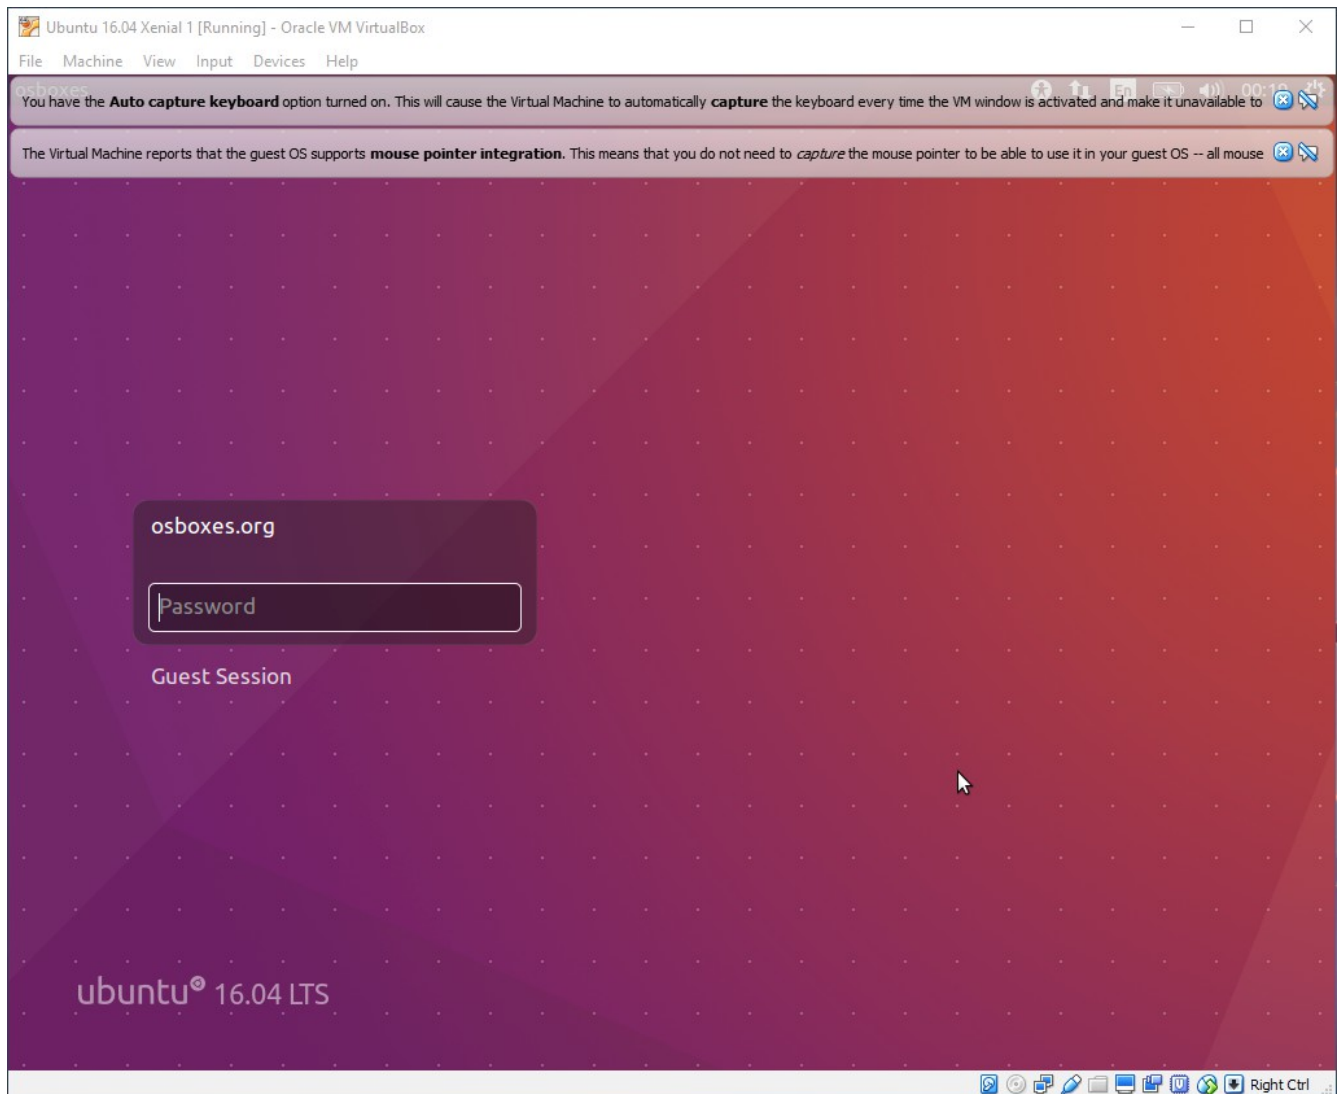 Ubuntu 16.04 Xenial 1 [Running] - Oracle VM VirtualBox
File Machine View Input Devices Help
osboxes En
You have the Auto capture keyboard option turned on. This will cause the Virtual Machine to automatically capture the keyboard every time the VM window is activated and make it unavailable to
The Virtual Machine reports that the guest OS supports mouse pointer integration. This means that you do not need to capture the mouse pointer to be able to use it in your guest OS -- all mouse
osboxes.org
Password
Guest Session
ubuntu 16.04 LTS
Right Ctrl